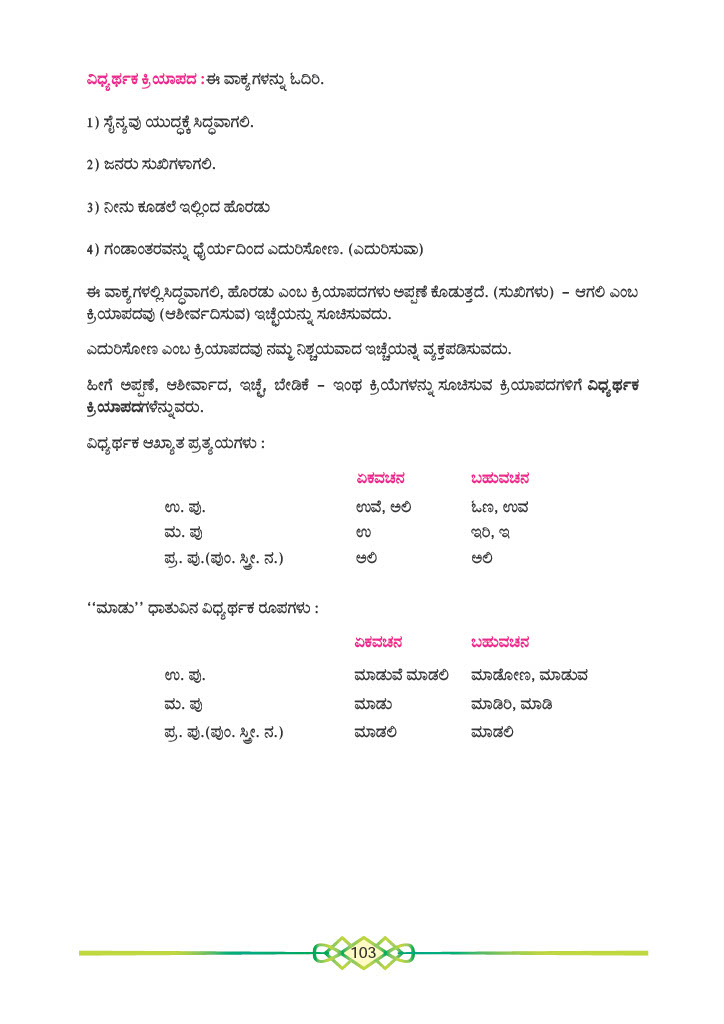 ವಿಧ್ಯರ್ಥಕ ಕ್ರಿಯಾಪದ :ಈ ವಾಕ್ಯಗಳನ್ನು ಓದಿರಿ.
1) ಸೈನ್ಯವು ಯುದ್ಧಕ್ಕೆ ಸಿದ್ಧವಾಗಲಿ.
2) ಜನರು ಸುಖಿಗಳಾಗಲಿ.
3) ನೀನು ಕೂಡಲೆ ಇಲ್ಲಿಂದ ಹೊರಡು
4) ಗಂಡಾಂತರವನ್ನು ಧೈರ್ಯದಿಂದ ಎದುರಿಸೋಣ. (ಎದುರಿಸುವಾ)
ಈ ವಾಕ್ಯಗಳಲ್ಲಿಸಿದ್ಧವಾಗಲಿ, ಹೊರಡು ಎಂಬ ಕ್ರಿಯಾಪದಗಳು ಅಪ್ಪಣೆ ಕೊಡುತ್ತದೆ. (ಸುಖಿಗಳು) – ಆಗಲಿ ಎಂಬ
ಕ್ರಿಯಾಪದವು (ಆಶೀರ್ವದಿಸುವ) ಇಚ್ಛೆಯನ್ನು ಸೂಚಿಸುವದು.
ಎದುರಿಸೋಣ ಎಂಬ ಕ್ರಿಯಾಪದವು ನಮ್ಮ ನಿಶ್ಚಯವಾದ ಇಚ್ಚೆಯನ್ನ ವ್ಯಕ್ತಪಡಿಸುವದು.
ಹೀಗೆ ಅಪ್ಪಣೆ, ಆಶೀರ್ವಾದ, ಇಚ್ಛೆ, ಬೇಡಿಕೆ – ಇಂಥ ಕ್ರಿಯೆಗಳನ್ನು ಸೂಚಿಸುವ ಕ್ರಿಯಾಪದಗಳಿಗೆ ವಿಧ್ಯರ್ಥಕ
ಕ್ರಿಯಾಪದಗಳೆನ್ನುವರು.
ವಿಧ್ಯರ್ಥಕ ಆಖ್ಯಾತ ಪ್ರತ್ಯಯಗಳು :
ಏಕವಚನ ಬಹುವಚನ
ಉ. ಪು. ಉವೆ, ಅಲಿ ಓಣ, ಉವ
ಮ. ಪು ಉ ಇರಿ, ಇ
ಪ್ರ. ಪು.(ಪುಂ. ಸ್ತ್ರೀ. ನ.) ಅಲಿ ಅಲಿ
‘‘ಮಾಡು’’ ಧಾತುವಿನ ವಿಧ್ಯರ್ಥಕ ರೂಪಗಳು :
ಏಕವಚನ ಬಹುವಚನ
ಉ. ಪು. ಮಾಡುವೆ ಮಾಡಲಿ ಮಾಡೋಣ, ಮಾಡುವ
ಮ. ಪು ಮಾಡು ಮಾಡಿರಿ, ಮಾಡಿ
ಪ್ರ. ಪು.(ಪುಂ. ಸ್ತ್ರೀ. ನ.) ಮಾಡಲಿ ಮಾಡಲಿ
103